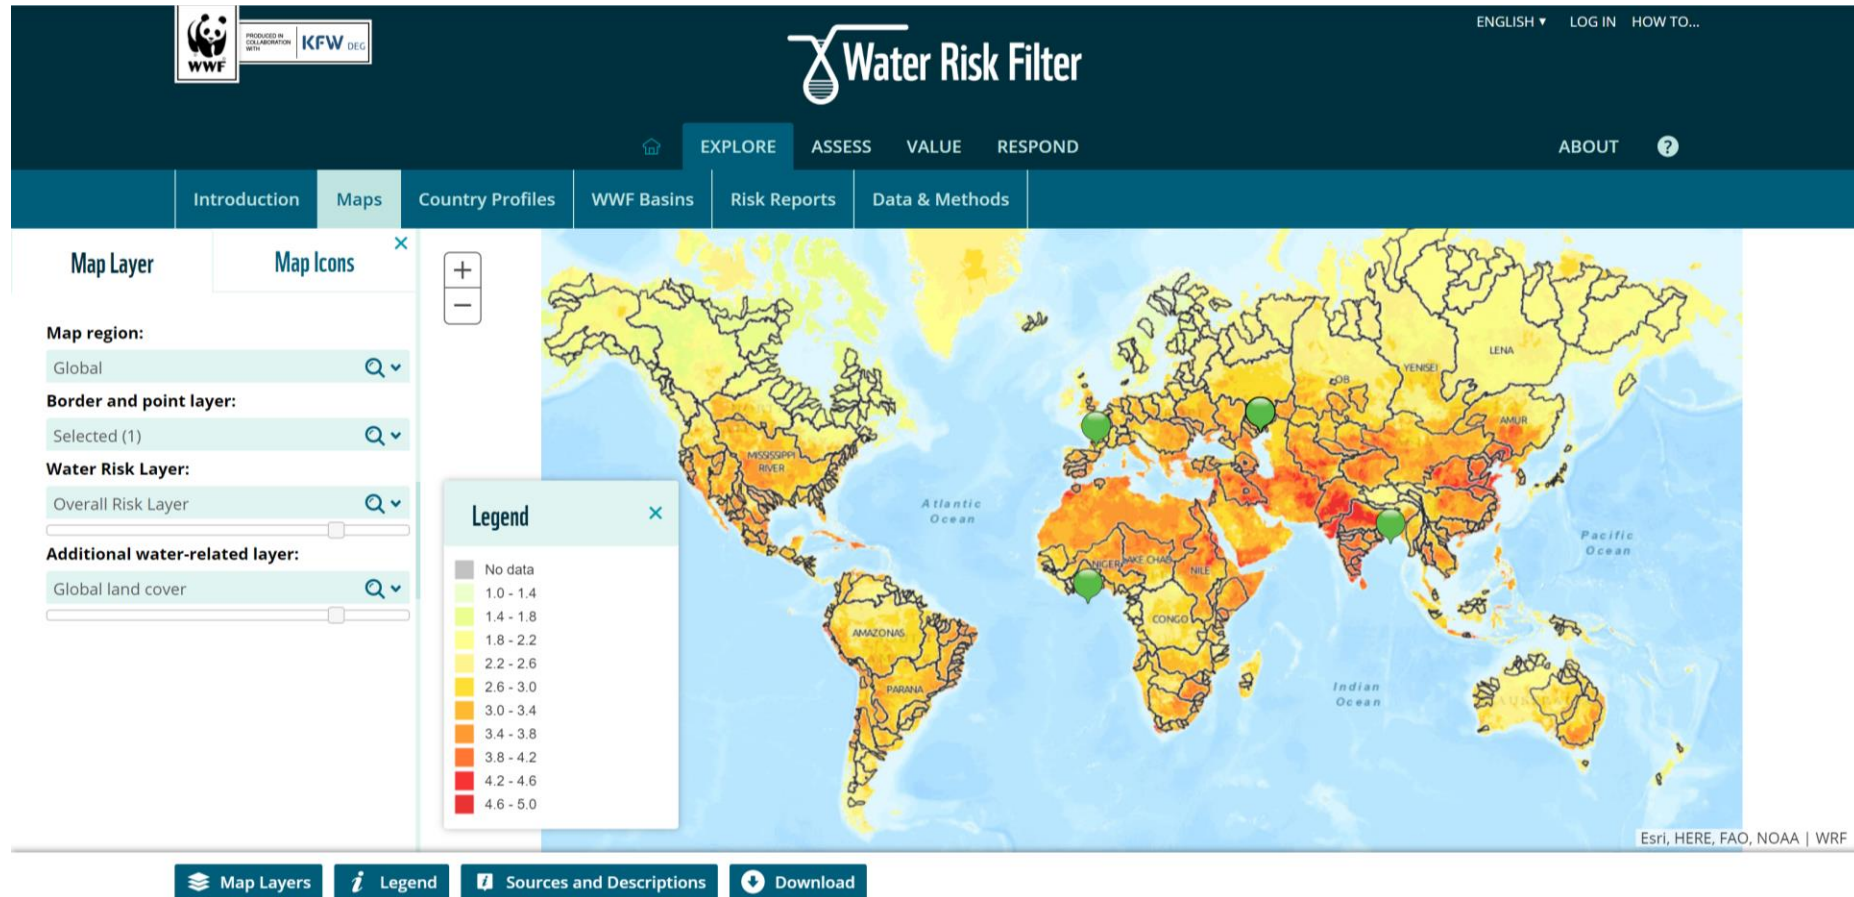 WWF
PRODUCED IN
COLLABORATION
WITH
KFW DEG
Water Risk Filter
ENGLISH ▾ LOG IN HOW TO...
EXPLORE ASSESS VALUE RESPOND
ABOUT ?
Introduction Maps Country Profiles WWF Basins Risk Reports Data & Methods
Map Layer Map Icons ×
Map region:
Global
Border and point layer:
Selected (1)
Water Risk Layer:
Overall Risk Layer
Additional water-related layer:
Global land cover
+
−
Legend ×
No data
1.0 - 1.4
1.4 - 1.8
1.8 - 2.2
2.2 - 2.6
2.6 - 3.0
3.0 - 3.4
3.4 - 3.8
3.8 - 4.2
4.2 - 4.6
4.6 - 5.0
LENA
YENISEI
OB
AMUR
MISSISSIPPI
RIVER
Atlantic
Ocean
Pacific
Ocean
NIGER
LAKE CHAD
NILE
CONGO
AMAZONAS
PARANA
Indian
Ocean
Esri, HERE, FAO, NOAA | WRF
Map Layers
i Legend
Sources and Descriptions
Download